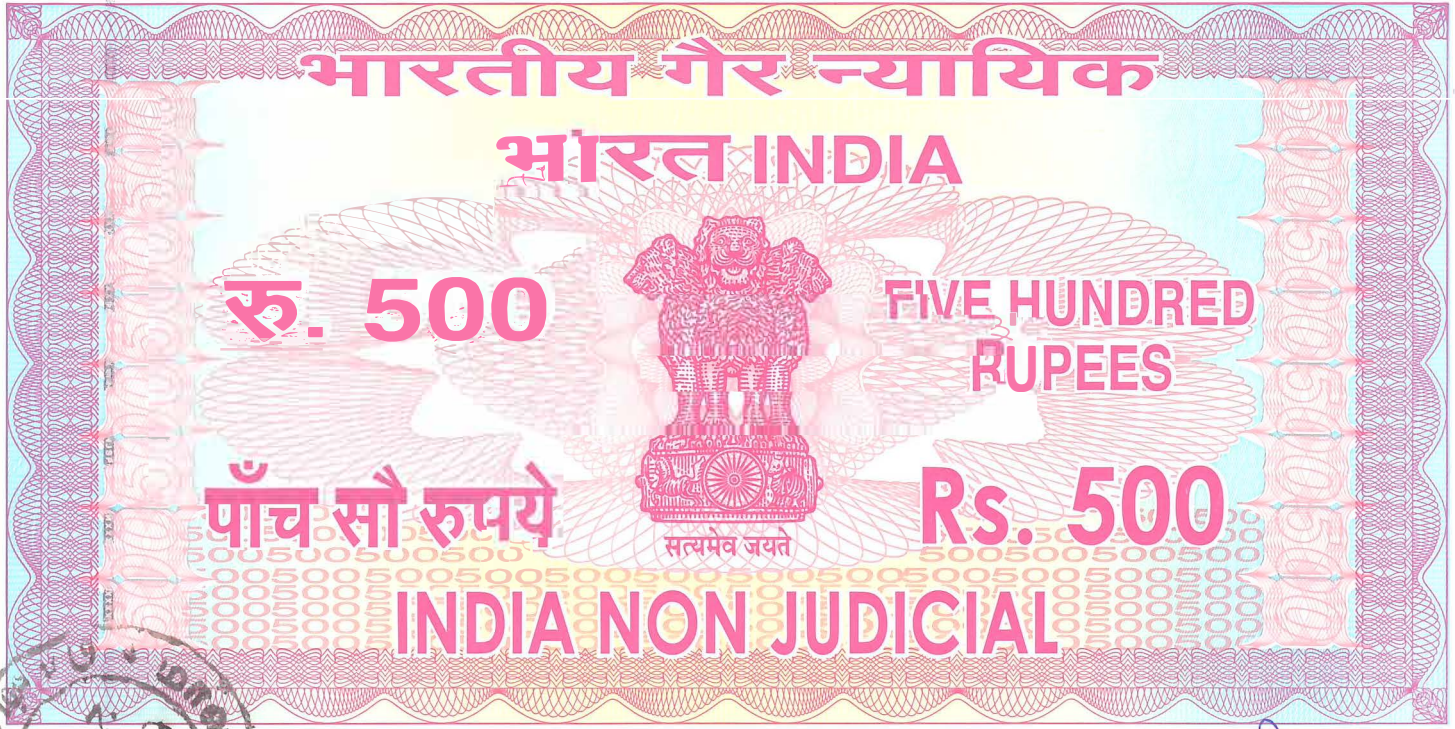 भारतीय गैर न्यायिक
भारत INDIA
रु. 500
FIVE HUNDRED
RUPEES
पाँच सौ रुपये
Rs. 500
सत्यमेव जयते
INDIA NON JUDICIAL